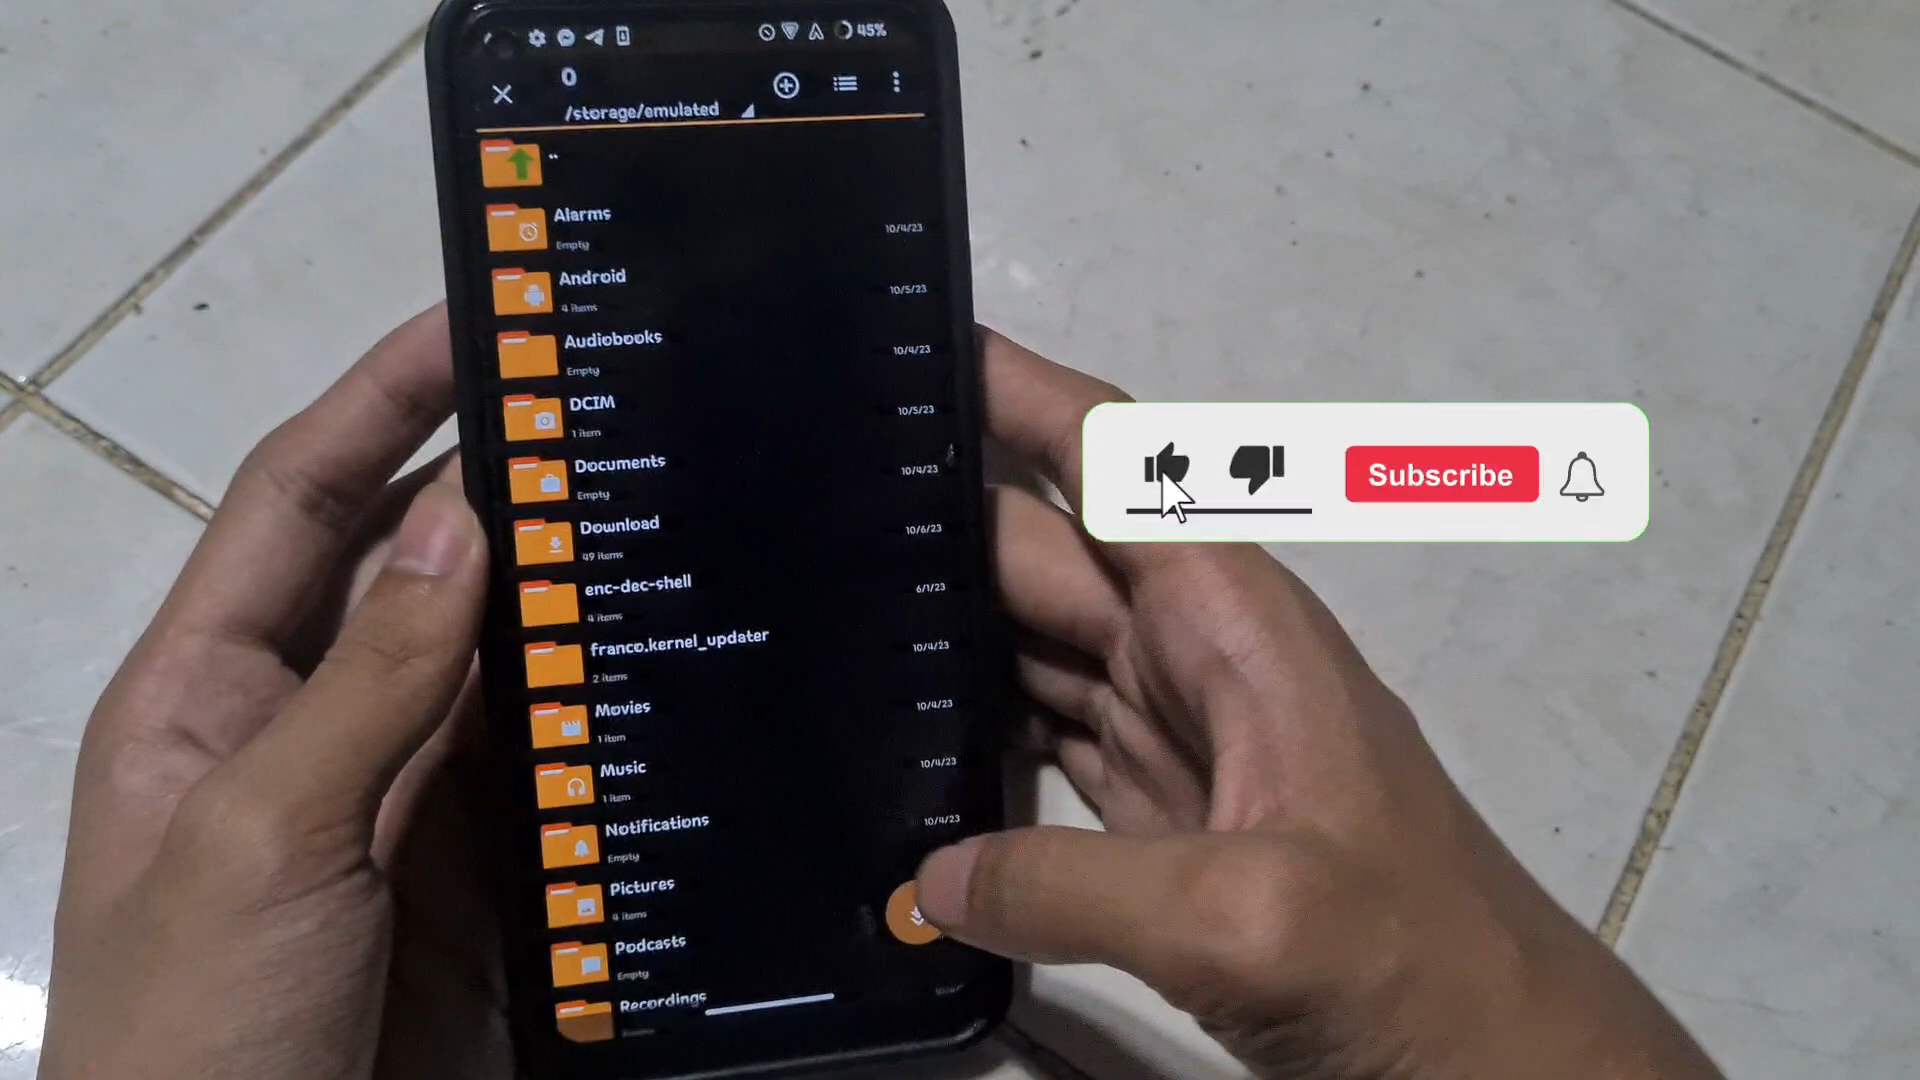 45%
0
/storage/emulated
..
Alarms
10/4/23
Empty
Android
10/5/23
4 items
Audiobooks
10/4/23
Empty
DCIM
10/5/23
1 item
Documents
10/4/23
Empty
Download
10/6/23
49 items
enc-dec-shell
6/1/23
4 items
franco.kernel_updater
10/4/23
2 items
Movies
10/4/23
1 item
Music
10/4/23
1 item
Notifications
10/4/23
Empty
Pictures
4 items
Podcasts
Empty
Recordings
Subscribe